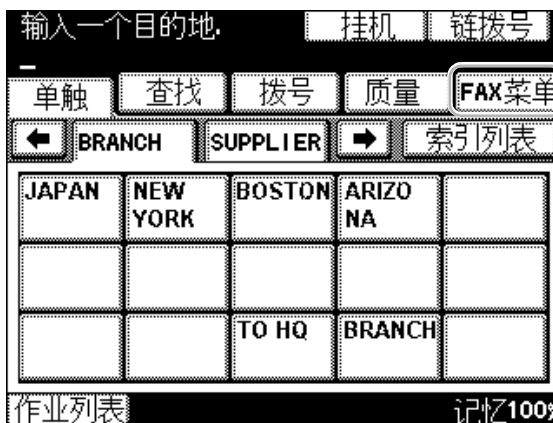 输入一个目的地. 挂机 链拨号
单触 查找 拨号 质量 FAX菜单
BRANCH SUPPLIER 索引列表
JAPAN NEW YORK BOSTON ARIZONA
TO HQ BRANCH
作业列表 记忆100%